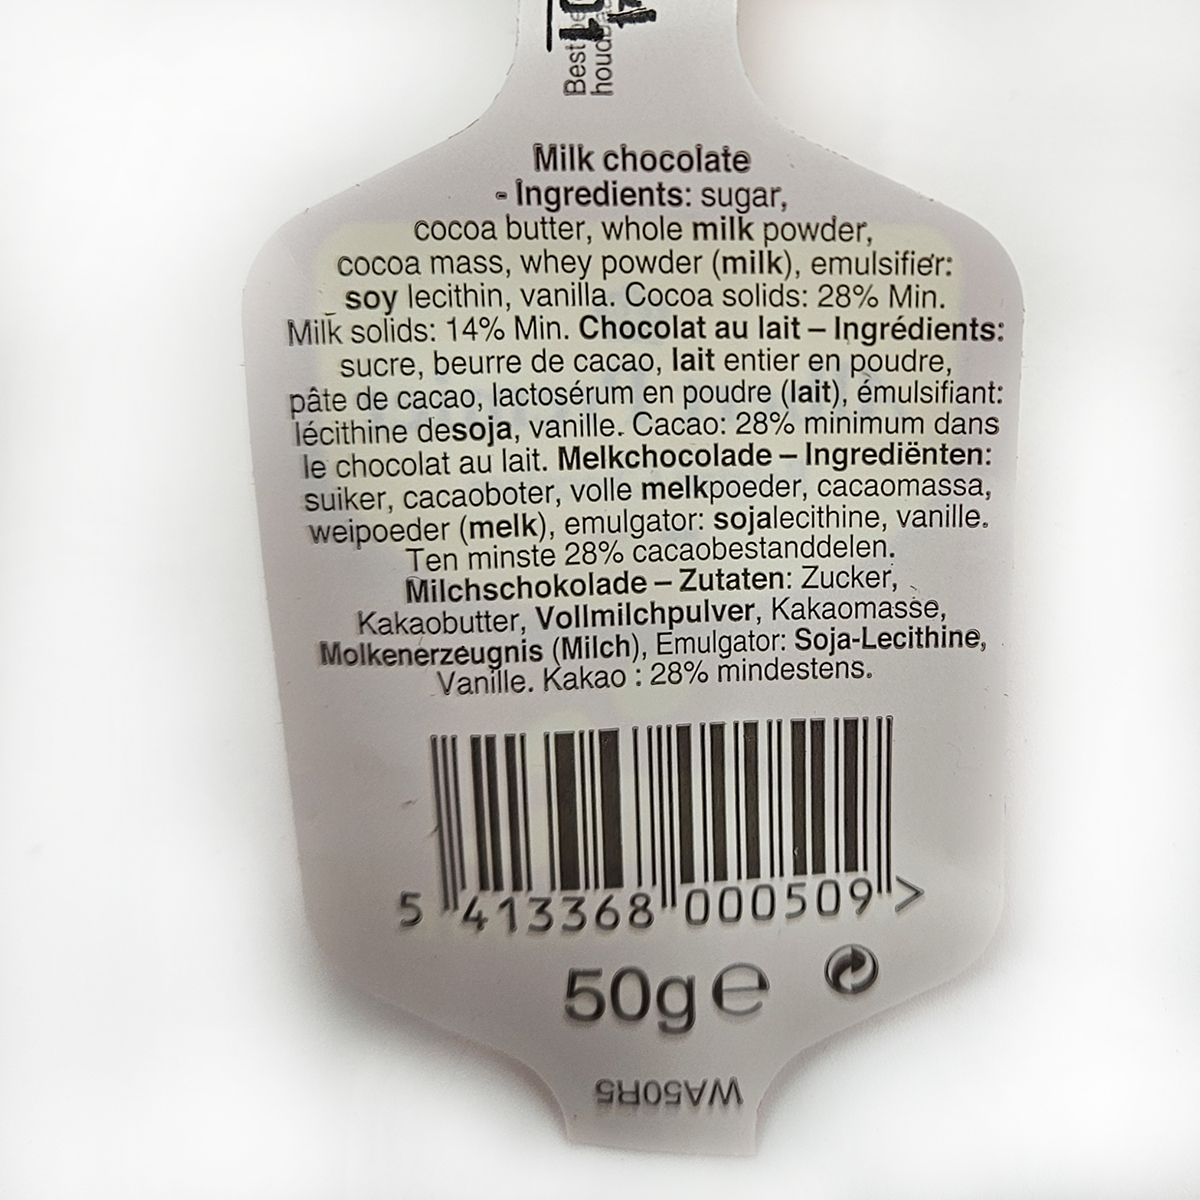 Best
houdba
Milk chocolate
- Ingredients: sugar,
cocoa butter, whole milk powder,
cocoa mass, whey powder (milk), emulsifier:
soy lecithin, vanilla. Cocoa solids: 28% Min.
Milk solids: 14% Min. Chocolat au lait – Ingrédients:
sucre, beurre de cacao, lait entier en poudre,
pâte de cacao, lactosérum en poudre (lait), émulsifiant:
lécithine desoja, vanille. Cacao: 28% minimum dans
le chocolat au lait. Melkchocolade – Ingrediënten:
suiker, cacaoboter, volle melkpoeder, cacaomassa,
weipoeder (melk), emulgator: sojalecithine, vanille.
Ten minste 28% cacaobestanddelen.
Milchschokolade – Zutaten: Zucker,
Kakaobutter, Vollmilchpulver, Kakaomasse,
Molkenerzeugnis (Milch), Emulgator: Soja-Lecithine,
Vanille. Kakao : 28% mindestens.
5 413368 000509 >
50g e
WA50R5